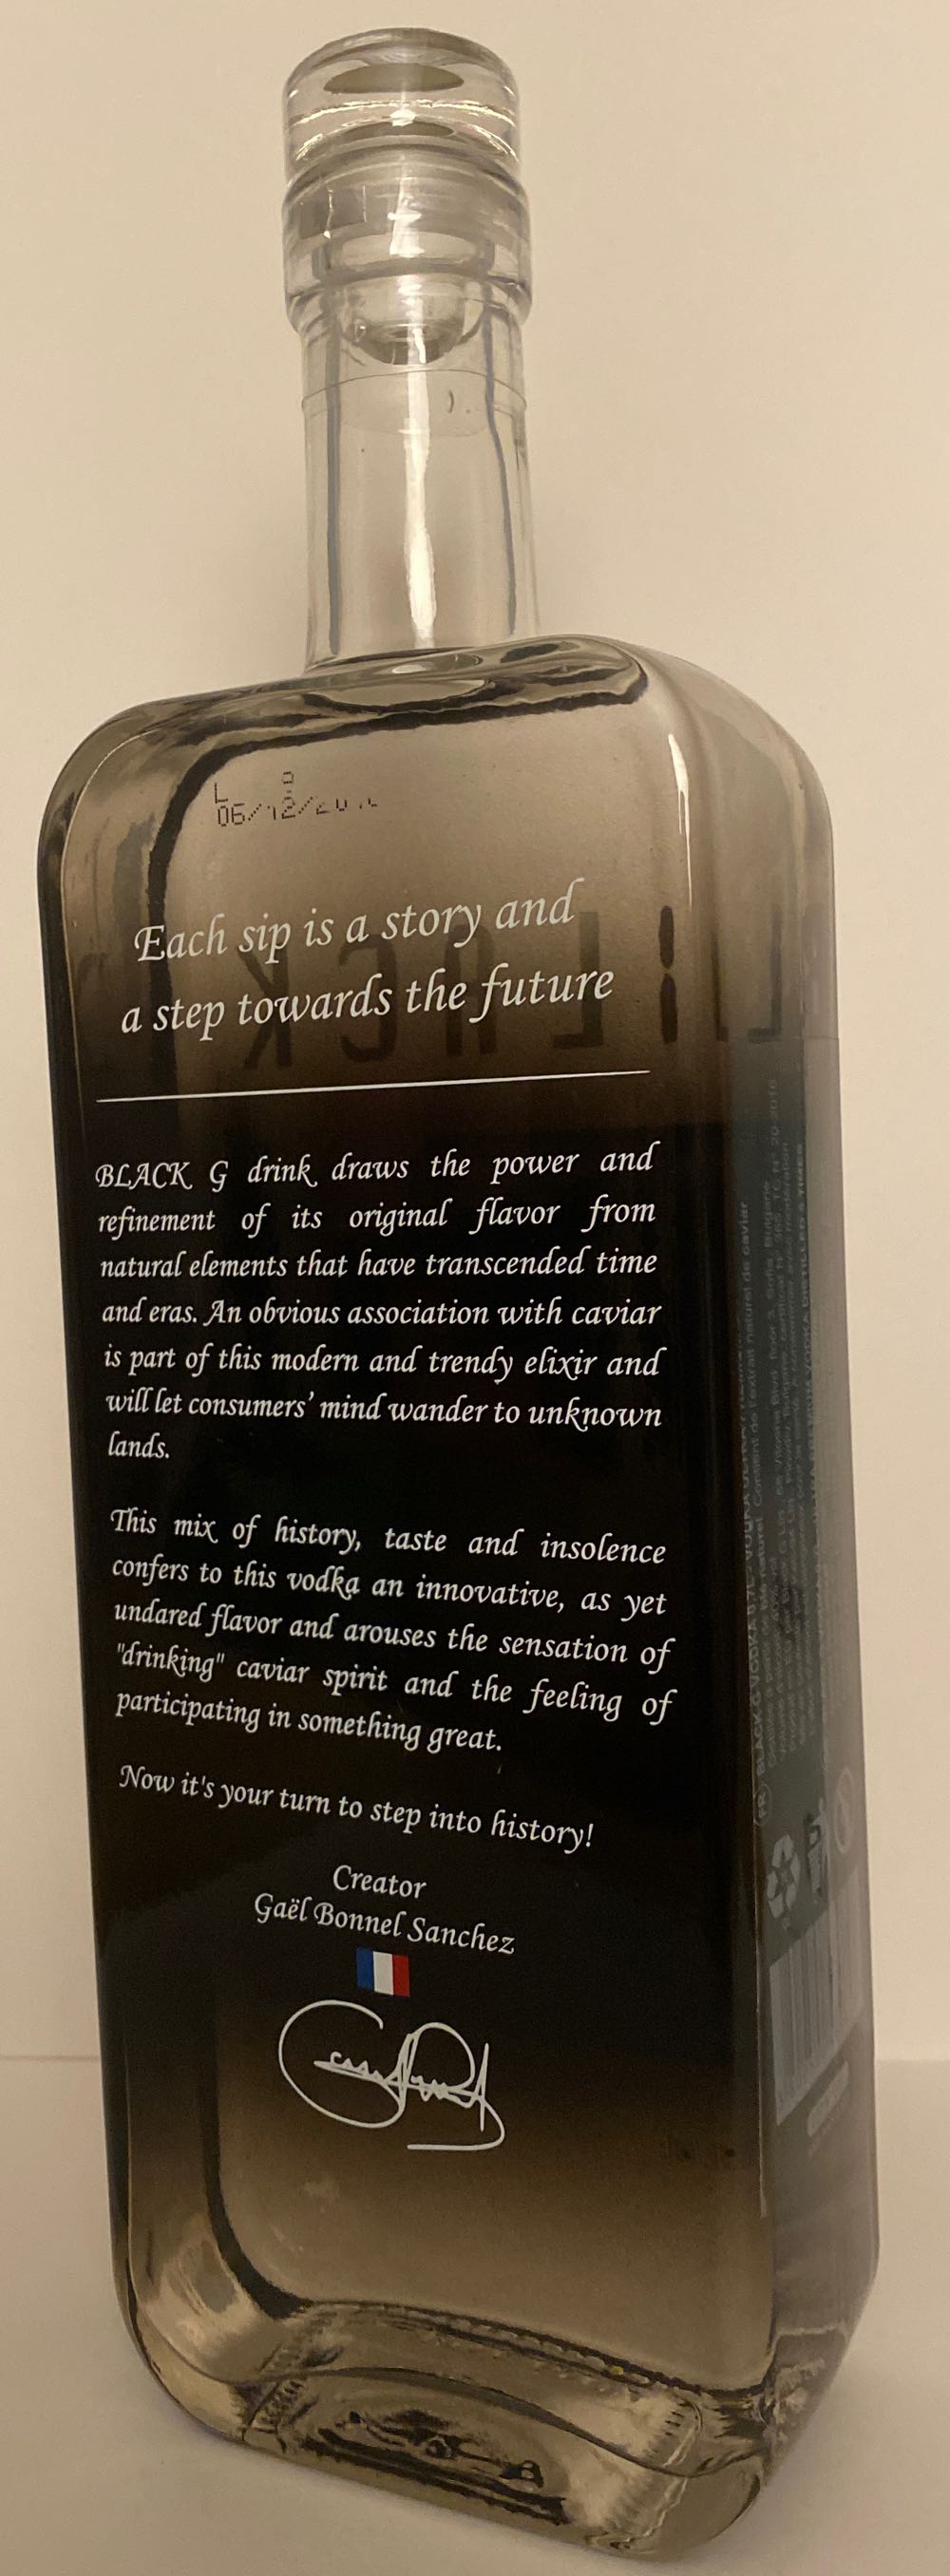 L
06/12/20
Each sip is a story and
a step towards the future
BLACK G drink draws the power and
refinement of its original flavor from
natural elements that have transcended time
and eras. An obvious association with caviar
is part of this modern and trendy elixir and
will let consumers’ mind wander to unknown
lands.
This mix of history, taste and insolence
confers to this vodka an innovative, as yet
undared flavor and arouses the sensation of
"drinking" caviar spirit and the feeling of
participating in something great.
Now it's your turn to step into history!
Creator
Gaël Bonnel Sanchez